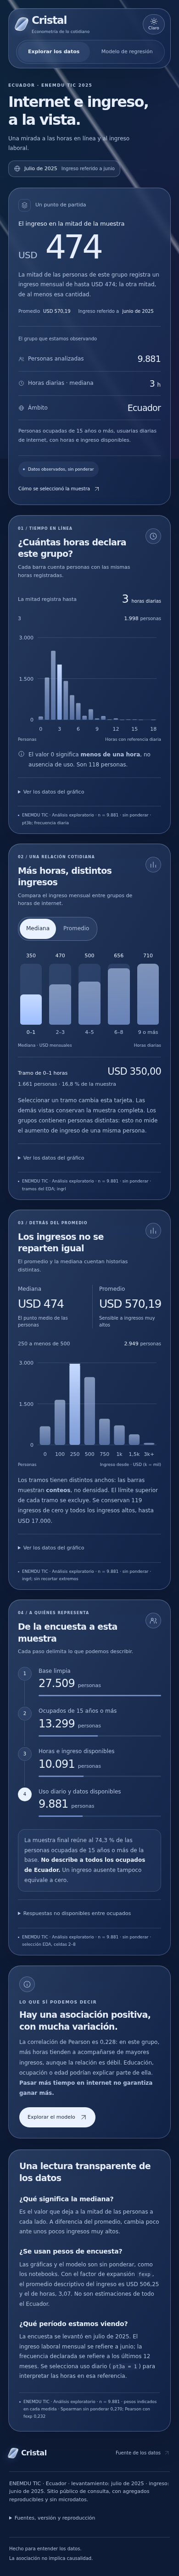 Cristal
Econometría de lo cotidiano
Claro
Explorar los datos
Modelo de regresión
ECUADOR · ENEMDU TIC 2025
Internet e ingreso,
a la vista.
Una mirada a las horas en línea y al ingreso
laboral.
Julio de 2025 Ingreso referido a junio
Un punto de partida
El ingreso en la mitad de la muestra
USD 474
La mitad de las personas de este grupo registra un
ingreso mensual de hasta USD 474; la otra mitad,
de al menos esa cantidad.
Promedio USD 570,19 Ingreso referido a junio de 2025
El grupo que estamos observando
Personas analizadas 9.881
Horas diarias · mediana 3 h
Ámbito Ecuador
Personas ocupadas de 15 años o más, usuarias diarias
de internet, con horas e ingreso disponibles.
Datos observados, sin ponderar
Cómo se seleccionó la muestra
01 / TIEMPO EN LÍNEA
¿Cuántas horas declara
este grupo?
Cada barra cuenta personas con las mismas
horas registradas.
La mitad registra hasta 3 horas diarias
3 1.998 personas
3.000
1.500
0
0 3 6 9 12 15 18
Personas Horas con referencia diaria
El valor 0 significa menos de una hora, no
ausencia de uso. Son 118 personas.
Ver los datos del gráfico
ENEMDU TIC · Análisis exploratorio · n = 9.881 · sin ponderar ·
pt3b; frecuencia diaria
02 / UNA RELACIÓN COTIDIANA
Más horas, distintos
ingresos
Compara el ingreso mensual entre grupos de
horas de internet.
Mediana Promedio
350 470 500 656 710
0–1 2–3 4–5 6–8 9 o más
Mediana · USD mensuales Horas diarias
Tramo de 0–1 horas USD 350,00
1.661 personas · 16,8 % de la muestra
Seleccionar un tramo cambia esta tarjeta. Las
demás vistas conservan la muestra completa. Los
grupos contienen personas distintas: esto no mide
el aumento de ingreso de una misma persona.
Ver los datos del gráfico
ENEMDU TIC · Análisis exploratorio · n = 9.881 · sin ponderar ·
tramos del EDA; ingrl
03 / DETRÁS DEL PROMEDIO
Los ingresos no se
reparten igual
El promedio y la mediana cuentan historias
distintas.
Mediana
USD 474
El punto medio de las
personas
Promedio
USD 570,19
Sensible a ingresos muy
altos
250 a menos de 500 2.949 personas
3.000
1.500
0
0 100 250 500 750 1k 1,5k 3k+
Personas Ingreso desde · USD (k = mil)
Los tramos tienen distintos anchos: las barras
muestran conteos, no densidad. El límite superior
de cada tramo se excluye. Se conservan 119
ingresos de cero y todos los ingresos altos, hasta
USD 17.000.
Ver los datos del gráfico
ENEMDU TIC · Análisis exploratorio · n = 9.881 · sin ponderar ·
ingrl; sin recortar extremos
04 / A QUIÉNES REPRESENTA
De la encuesta a esta
muestra
Cada paso delimita lo que podemos describir.
1
Base limpia
27.509 personas
2
Ocupados de 15 años o más
13.299 personas
3
Horas e ingreso disponibles
10.091 personas
4
Uso diario y datos disponibles
9.881 personas
La muestra final reúne al 74,3 % de las
personas ocupadas de 15 años o más de la
base. No describe a todos los ocupados
de Ecuador. Un ingreso ausente tampoco
equivale a cero.
Respuestas no disponibles entre ocupados
ENEMDU TIC · Análisis exploratorio · n = 9.881 · sin ponderar ·
selección EDA, celdas 2–8
LO QUE SÍ PODEMOS DECIR
Hay una asociación positiva,
con mucha variación.
La correlación de Pearson es 0,228: en este grupo,
más horas tienden a acompañarse de mayores
ingresos, aunque la relación es débil. Educación,
ocupación o edad podrían explicar parte de ella.
Pasar más tiempo en internet no garantiza
ganar más.
Explorar el modelo
Una lectura transparente de
los datos
¿Qué significa la mediana?
Es el valor que deja a la mitad de las personas a
cada lado. A diferencia del promedio, cambia poco
ante unos pocos ingresos muy altos.
¿Se usan pesos de encuesta?
Las gráficas y el modelo son sin ponderar, como
los notebooks. Con el factor de expansión fexp,
el promedio descriptivo del ingreso es USD 506,25
y el de horas, 3,07. No son estimaciones de todo
el Ecuador.
¿Qué período estamos viendo?
La encuesta se levantó en julio de 2025. El
ingreso laboral mensual se refiere a junio; la
frecuencia declarada se refiere a los últimos 12
meses. Se selecciona uso diario (pt3a = 1) para
interpretar las horas en esa referencia.
ENEMDU TIC · Análisis exploratorio · n = 9.881 · pesos indicados
en cada medida · Spearman sin ponderar 0,270; Pearson con
fexp 0,232
Cristal
Fuente de los datos
ENEMDU TIC · Ecuador · levantamiento: julio de 2025 · ingreso:
junio de 2025. Sitio público de consulta, con agregados
reproducibles y sin microdatos.
Fuentes, versión y reproducción
Hecho para entender los datos.
La asociación no implica causalidad.